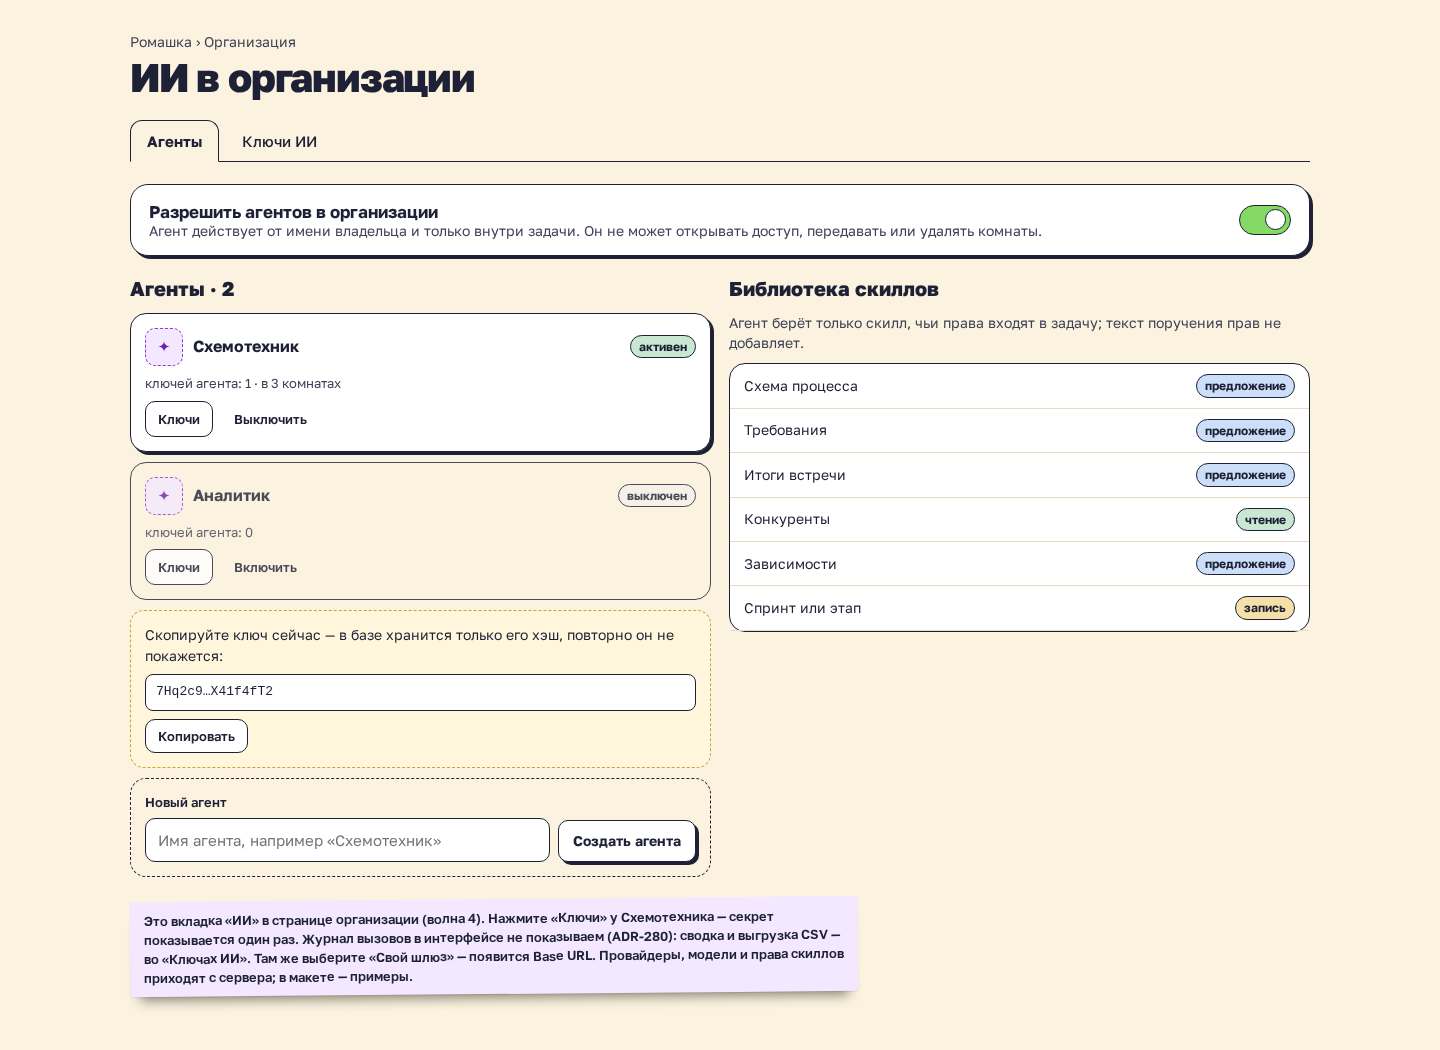 Ромашка › Организация
ИИ в организации
Агенты
Ключи ИИ
Разрешить агентов в организации
Агент действует от имени владельца и только внутри задачи. Он не может открывать доступ, передавать или удалять комнаты.
Агенты · 2
✦ Схемотехник
активен
ключей агента: 1 · в 3 комнатах
Ключи
Выключить
✦ Аналитик
выключен
ключей агента: 0
Ключи
Включить
Скопируйте ключ сейчас — в базе хранится только его хэш, повторно он не
покажется:
7Hq2c9…X41f4fT2
Копировать
Новый агент
Имя агента, например «Схемотехник»
Создать агента
Библиотека скиллов
Агент берёт только скилл, чьи права входят в задачу; текст поручения прав не
добавляет.
Схема процесса
предложение
Требования
предложение
Итоги встречи
предложение
Конкуренты
чтение
Зависимости
предложение
Спринт или этап
запись
Это вкладка «ИИ» в странице организации (волна 4). Нажмите «Ключи» у Схемотехника — секрет
показывается один раз. Журнал вызовов в интерфейсе не показываем (ADR-280): сводка и выгрузка CSV —
во «Ключах ИИ». Там же выберите «Свой шлюз» — появится Base URL. Провайдеры, модели и права скиллов
приходят с сервера; в макете — примеры.